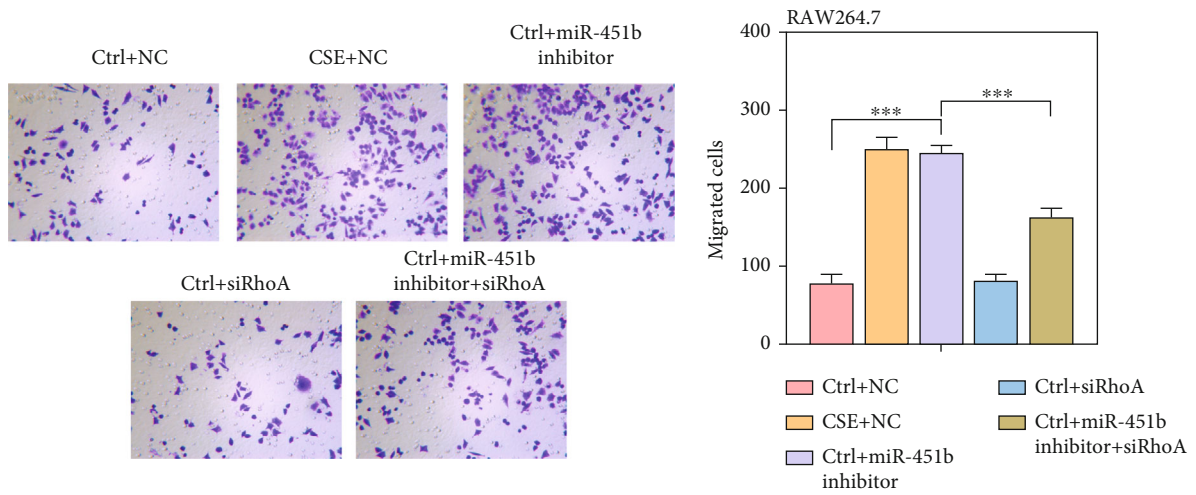 Ctrl+NC
CSE+NC
Ctrl+miR-451b
inhibitor
Ctrl+siRhoA
Ctrl+miR-451b
inhibitor+siRhoA
RAW264.7
Migrated cells
400
300
200
100
0
***
***
Ctrl+NC
CSE+NC
Ctrl+miR-451b
inhibitor
Ctrl+siRhoA
Ctrl+miR-451b
inhibitor+siRhoA